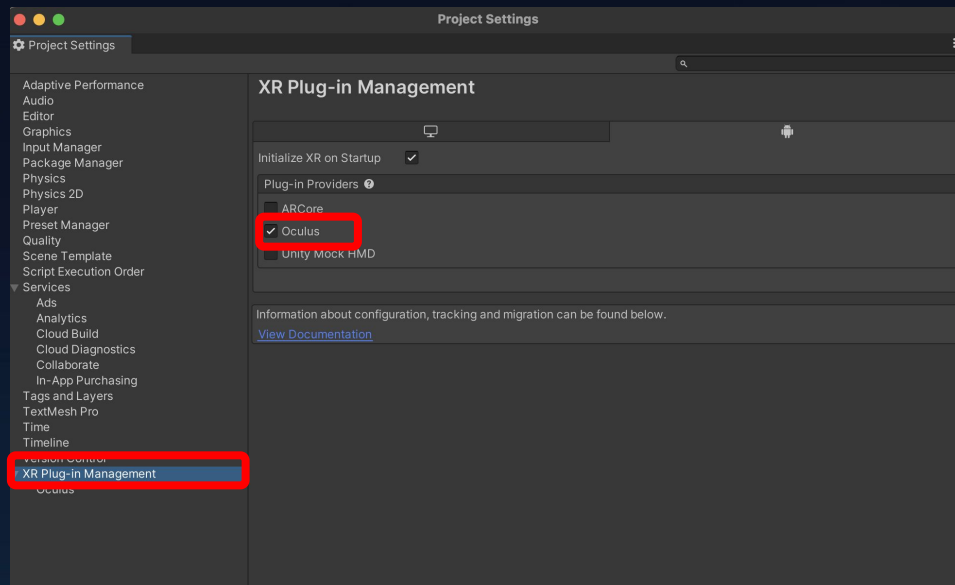 Project Settings
Project Settings
Adaptive Performance
Audio
Editor
Graphics
Input Manager
Package Manager
Physics
Physics 2D
Player
Preset Manager
Quality
Scene Template
Script Execution Order
Services
Ads
Analytics
Cloud Build
Cloud Diagnostics
Collaborate
In-App Purchasing
Tags and Layers
TextMesh Pro
Time
Timeline
Version Control
XR Plug-in Management
Oculus
XR Plug-in Management
Initialize XR on Startup
Plug-in Providers
ARCore
Oculus
Unity Mock HMD
Information about configuration, tracking and migration can be found below.
View Documentation